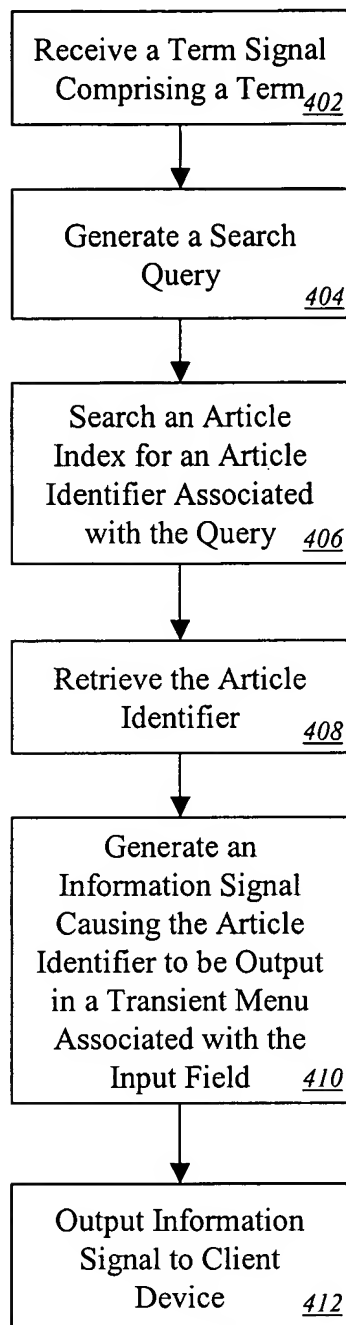 Receive a Term Signal
Comprising a Term
402
Generate a Search
Query
404
Search an Article
Index for an Article
Identifier Associated
with the Query 406
Retrieve the Article
Identifier
408
Generate an
Information Signal
Causing the Article
Identifier to be Output
in a Transient Menu
Associated with the
Input Field 410
Output Information
Signal to Client
Device 412